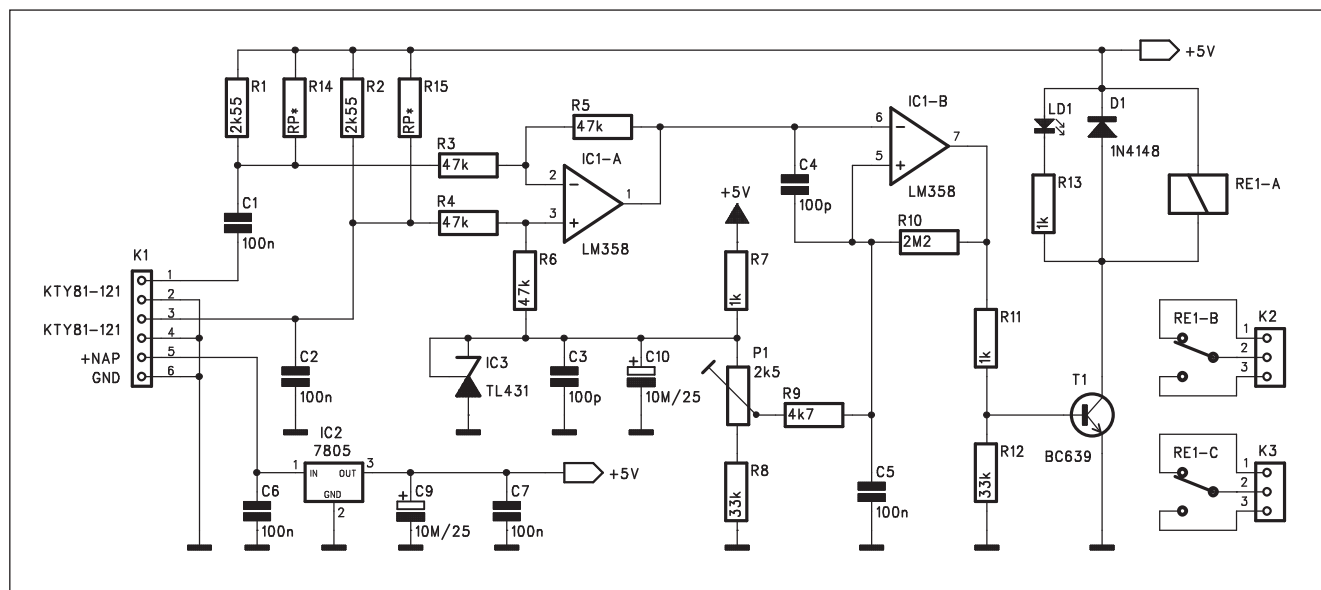 +5V
R1
2k55
R14
RP*
R2
2k55
R15
RP*
R5
47k
IC1-B
6
7
5
LM358
LD1
D1
1N4148
R3
47k
IC1-A
2
1
3
LM358
C4
100p
R13
1k
RE1-A
C1
100n
R4
47k
+5V
R10
2M2
K1
R6
47k
R7
1k
KTY81-121
KTY81-121
+NAP
GND
1
2
3
4
5
6
C2
100n
IC3
TL431
C3
100p
+
C10
10M/25
P1
2k5
R9
4k7
R11
1k
RE1-B
K2
1
2
3
T1
BC639
IC2
7805
1
IN
OUT
3
GND
2
+5V
R8
33k
C5
100n
R12
33k
RE1-C
K3
1
2
3
C6
100n
+
C9
10M/25
C7
100n